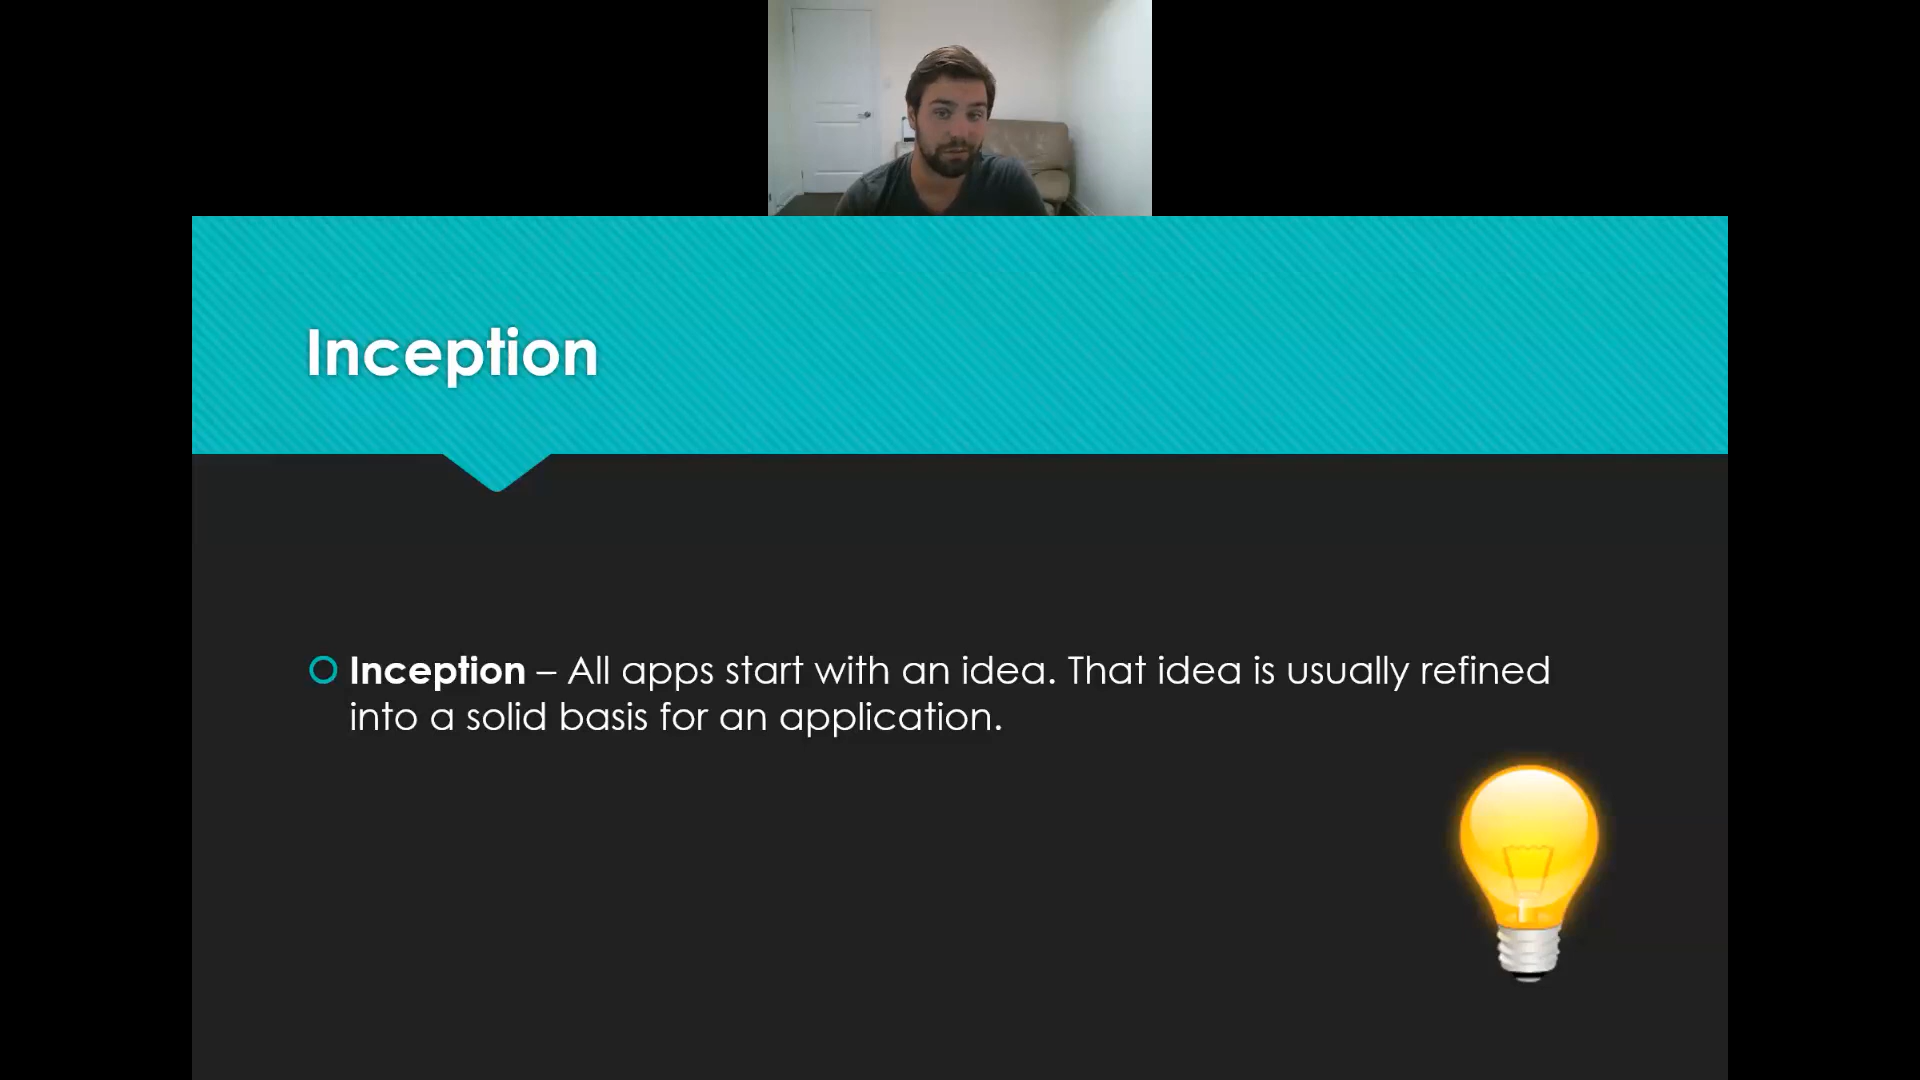 Inception
Inception – All apps start with an idea. That idea is usually refined
into a solid basis for an application.